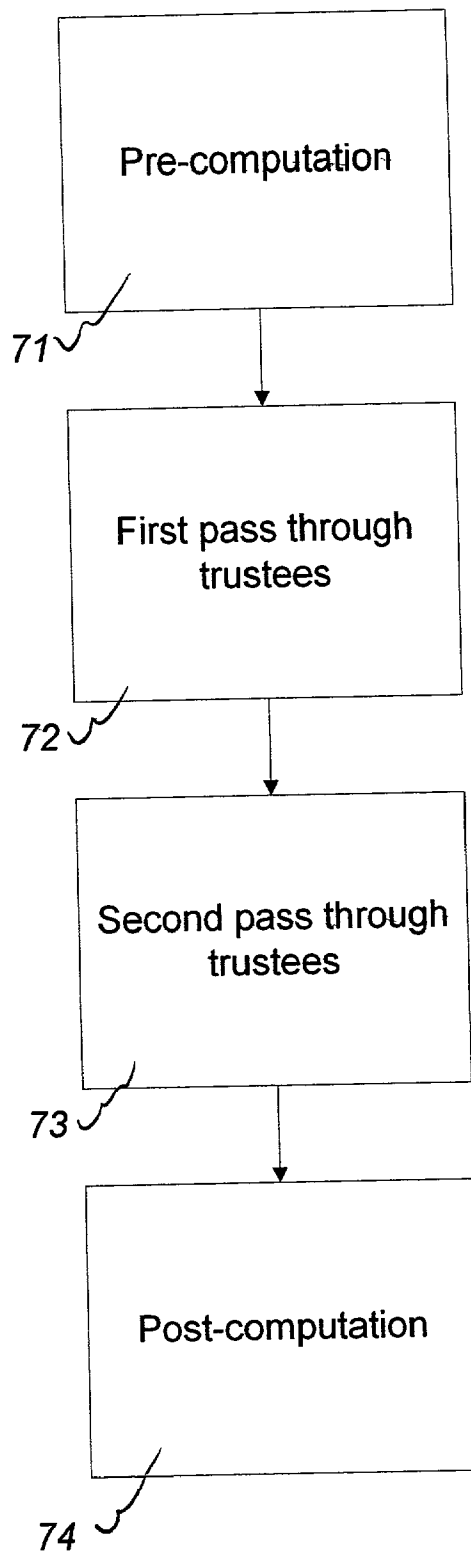 Pre-computation
71
First pass through
trustees
72
Second pass through
trustees
73
Post-computation
74